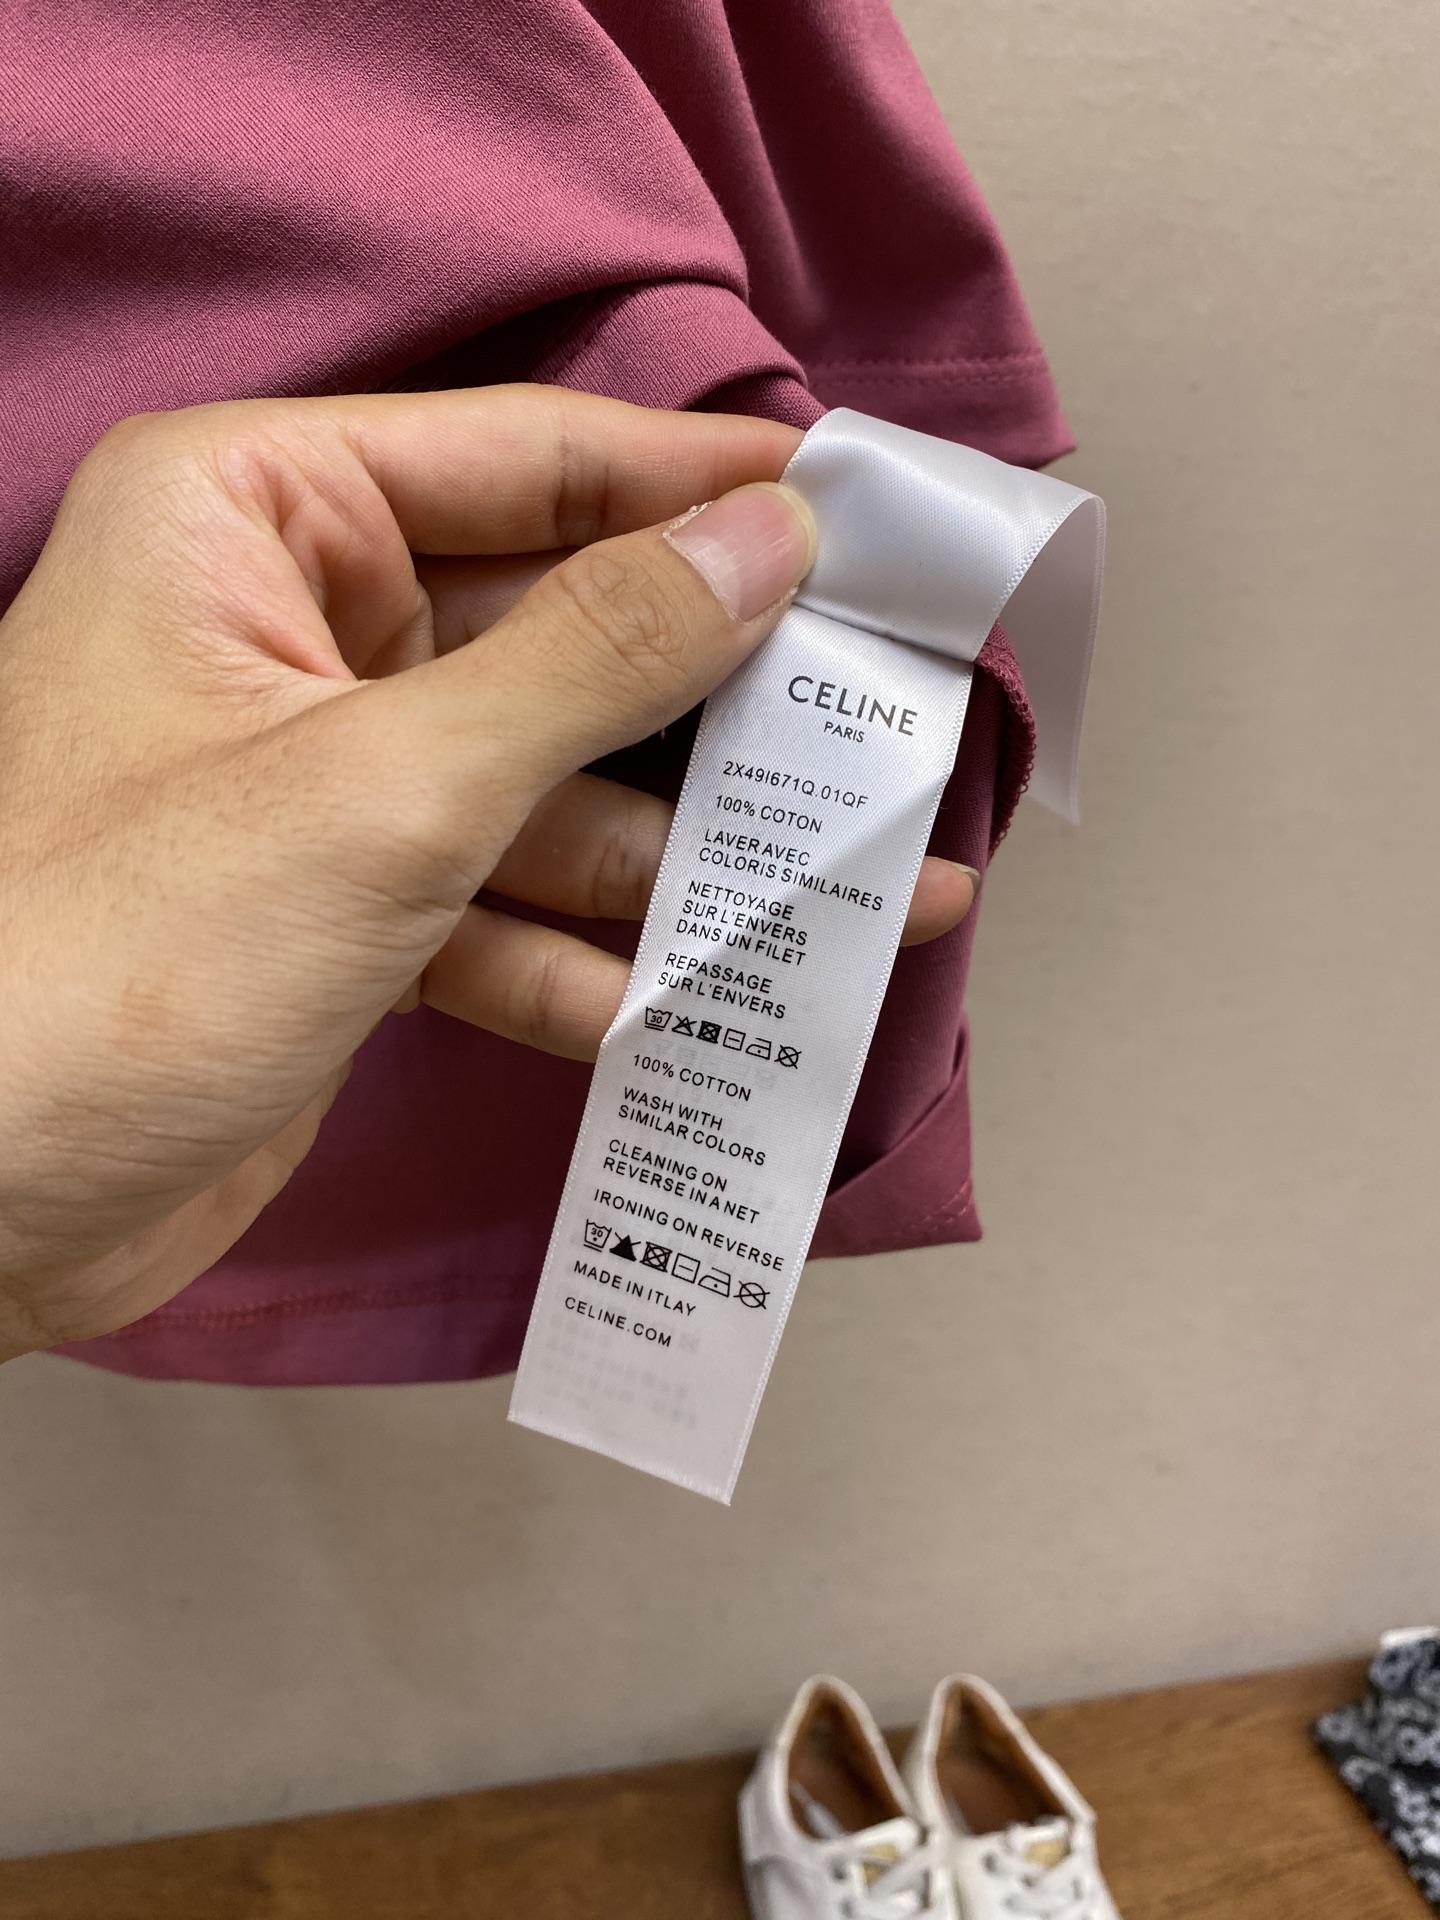 CELINE
PARIS
2X49I671Q.01QF
100% COTON
LAVER AVEC
COLORIS SIMILAIRES
NETTOYAGE
SUR L'ENVERS
DANS UN FILET
REPASSAGE
SUR L'ENVERS
30
100% COTTON
WASH WITH
SIMILAR COLORS
CLEANING ON
REVERSE IN A NET
IRONING ON REVERSE
30
MADE IN ITLAY
CELINE.COM